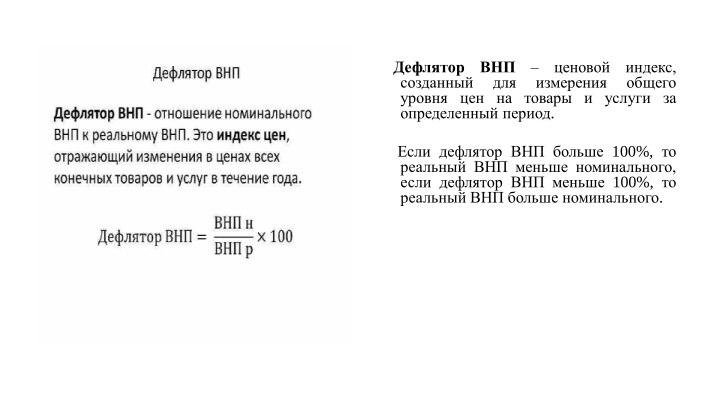 Дефлятор ВНП
Дефлятор ВНП - отношение номинального
ВНП к реальному ВНП. Это индекс цен,
отражающий изменения в ценах всех
конечных товаров и услуг в течение года.
Дефлятор ВНП = ВНП н / ВНП р × 100
Дефлятор ВНП – ценовой индекс,
созданный для измерения общего
уровня цен на товары и услуги за
определенный период.
Если дефлятор ВНП больше 100%, то
реальный ВНП меньше номинального,
если дефлятор ВНП меньше 100%, то
реальный ВНП больше номинального.